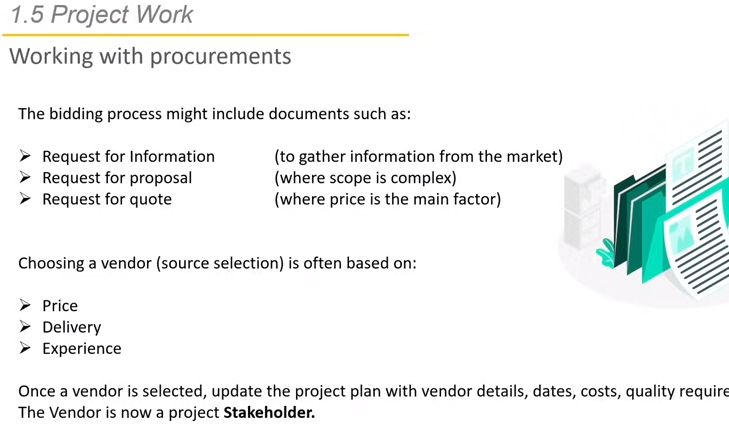 1.5 Project Work
Working with procurements
The bidding process might include documents such as:
➢ Request for Information (to gather information from the market)
➢ Request for proposal (where scope is complex)
➢ Request for quote (where price is the main factor)
Choosing a vendor (source selection) is often based on:
➢ Price
➢ Delivery
➢ Experience
Once a vendor is selected, update the project plan with vendor details, dates, costs, quality require
The Vendor is now a project Stakeholder.